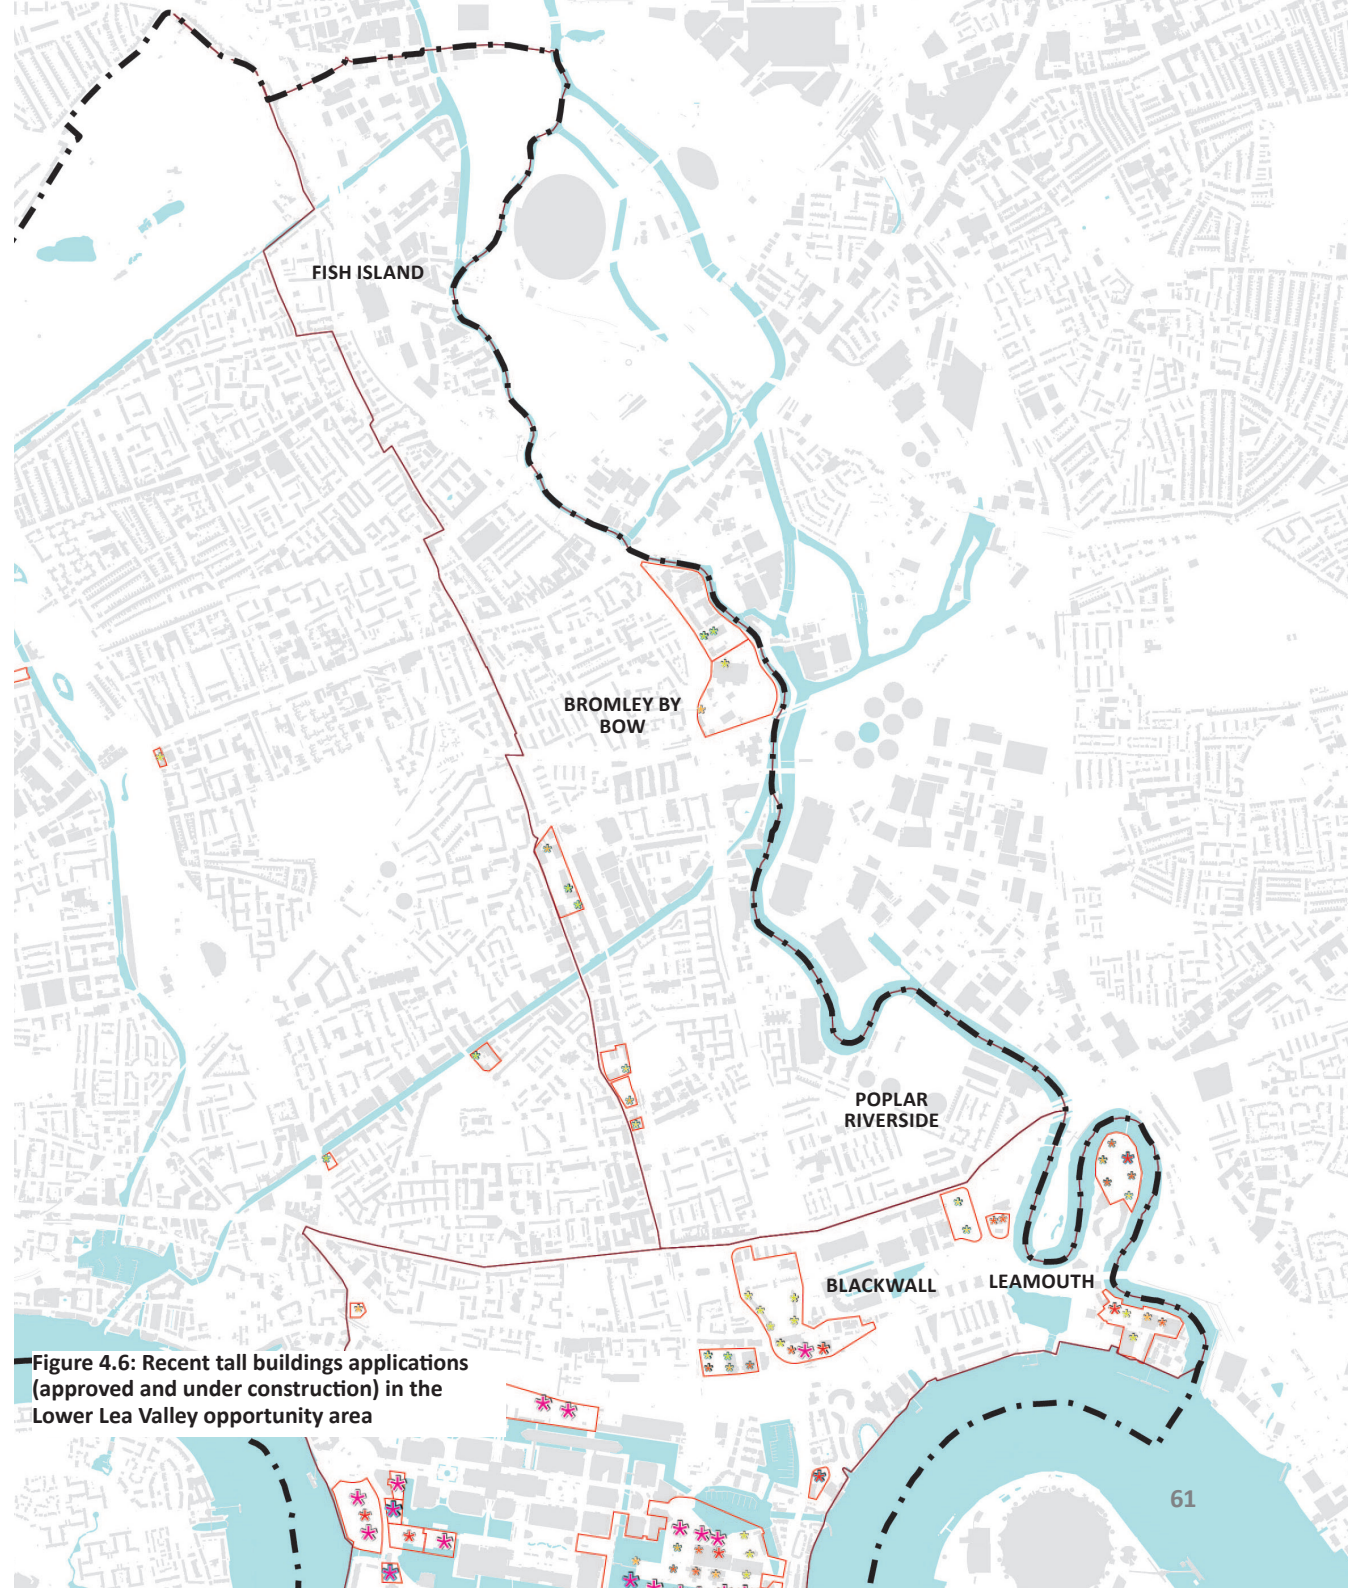 FISH ISLAND
BROMLEY BY
BOW
POPLAR
RIVERSIDE
BLACKWALL
LEAMOUTH
Figure 4.6: Recent tall buildings applications
(approved and under construction) in the
Lower Lea Valley opportunity area
61